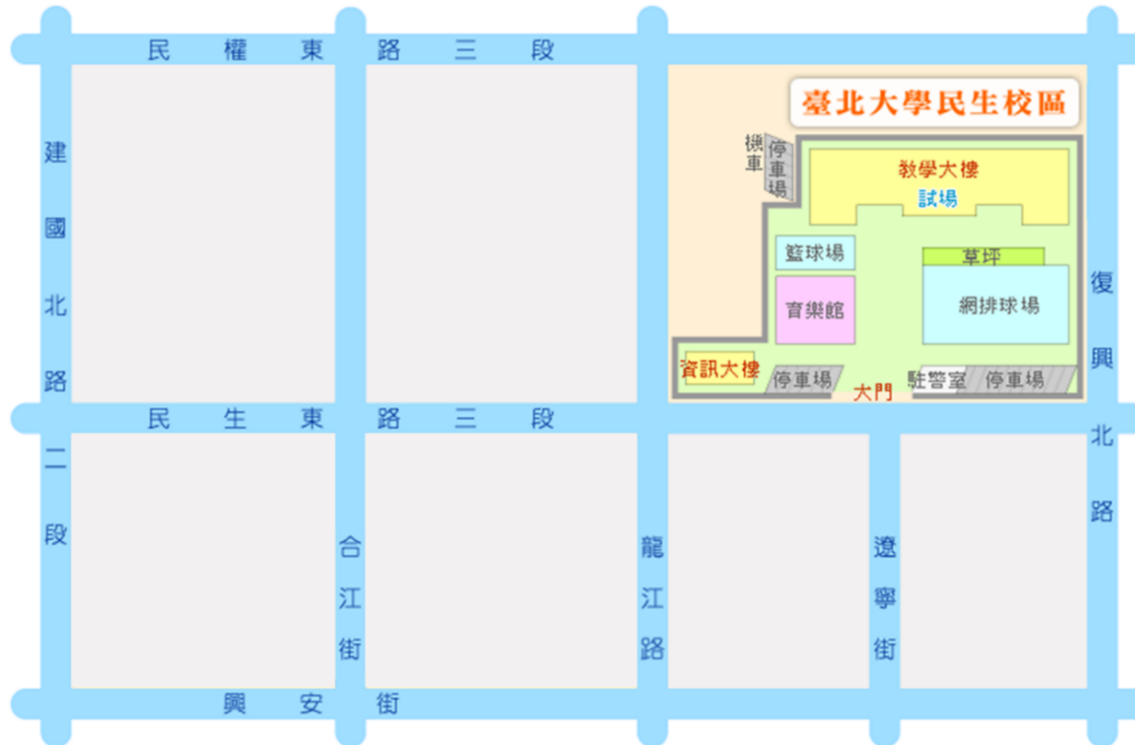 民權東路三段
臺北大學民生校區
建國北路二段
機車
停車場
教學大樓
試場
籃球場
草坪
育樂館
網排球場
復興北路
資訊大樓
停車場
大門
駐警室
停車場
民生東路三段
合江街
龍江路
遼寧街
興安街